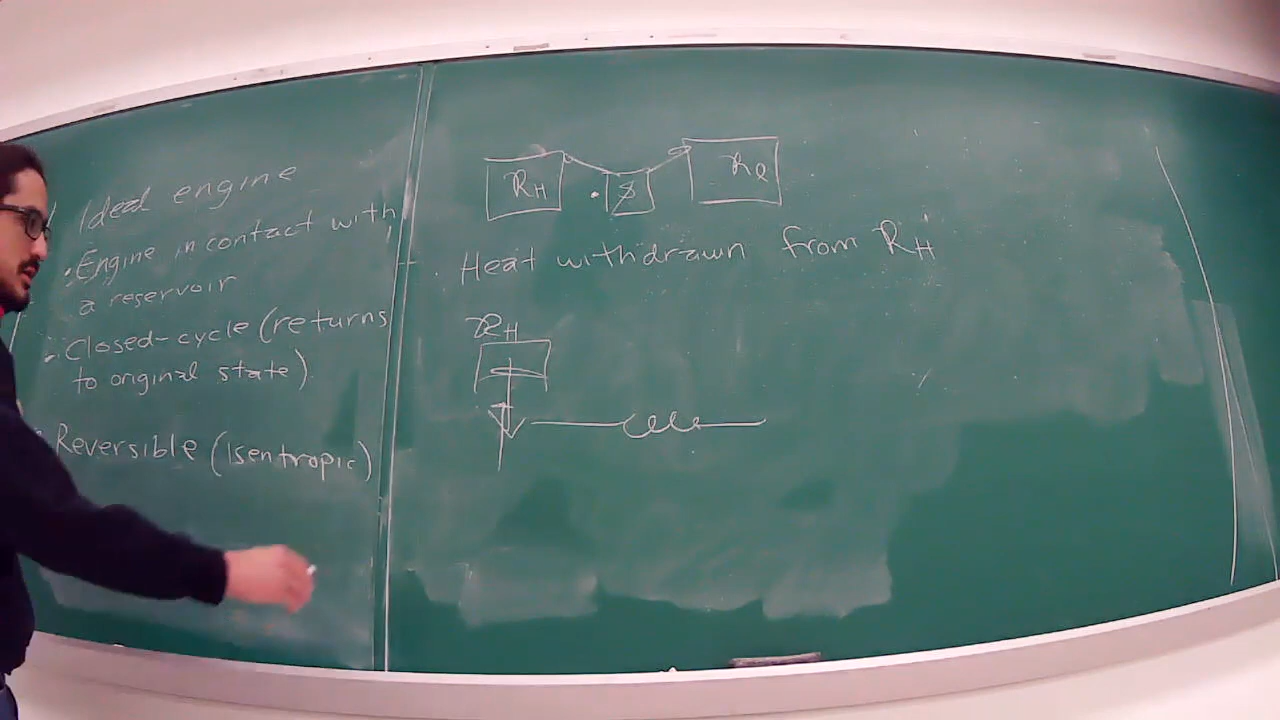 Ideal engine
• Engine in contact with
a reservoir
• Closed-cycle (returns
to original state)
• Reversible (Isentropic)
R_H
S
Heat withdrawn from R_H
R_H